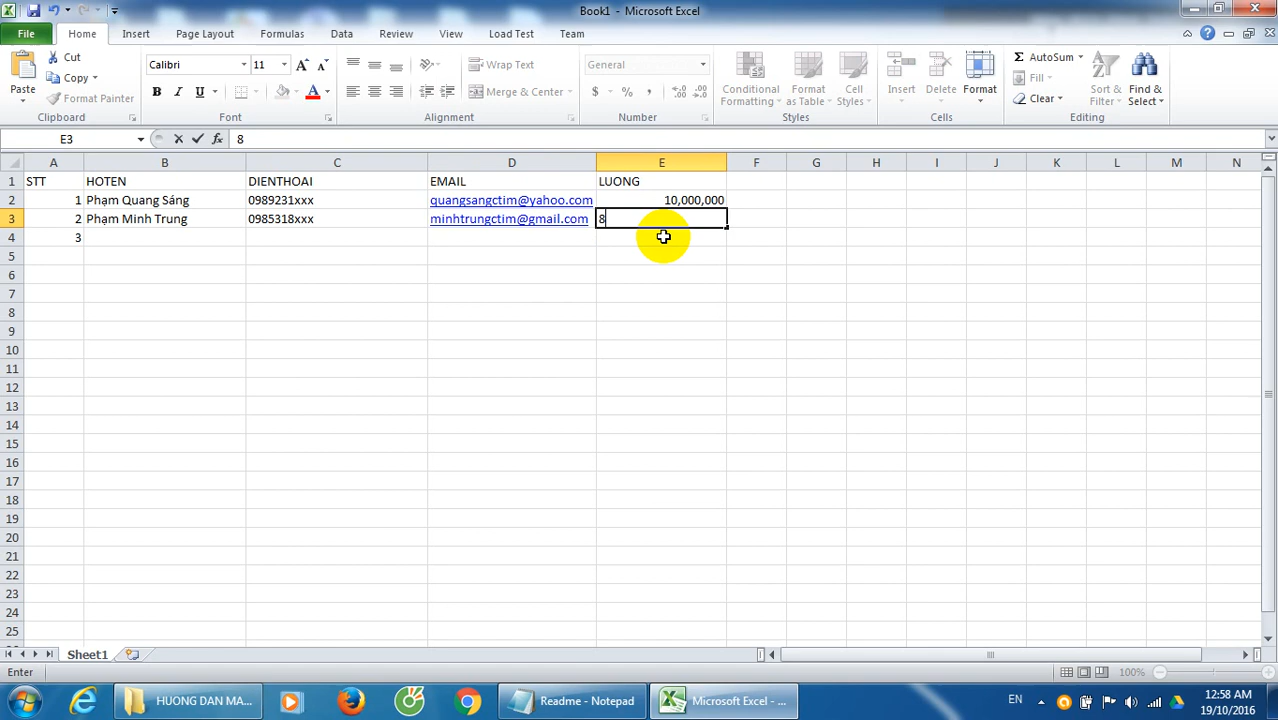 Book1 - Microsoft Excel
File Home Insert Page Layout Formulas Data Review View Load Test Team
Paste
Cut
Copy
Format Painter
Clipboard
Calibri 11 A A
B I U A
Font
Wrap Text
Merge & Center
Alignment
General
$ % ,
Number
Conditional Formatting
Format as Table
Cell Styles
Styles
Insert
Delete
Format
Cells
Σ AutoSum
Fill
Clear
Sort & Filter
Find & Select
Editing
E3 fx 8
A B C D E F G H I J K L M N
1 STT HOTEN DIENTHOAI EMAIL LUONG
2 1 Phạm Quang Sáng 0989231xxx quangsangctim@yahoo.com 10,000,000
3 2 Phạm Minh Trung 0985318xxx minhtrungctim@gmail.com 8
4 3
5
6
7
8
9
10
11
12
13
14
15
16
17
18
19
20
21
22
23
24
25
Sheet1
Enter 100%
HUONG DAN MA... Readme - Notepad Microsoft Excel - ... EN 12:58 AM
19/10/2016